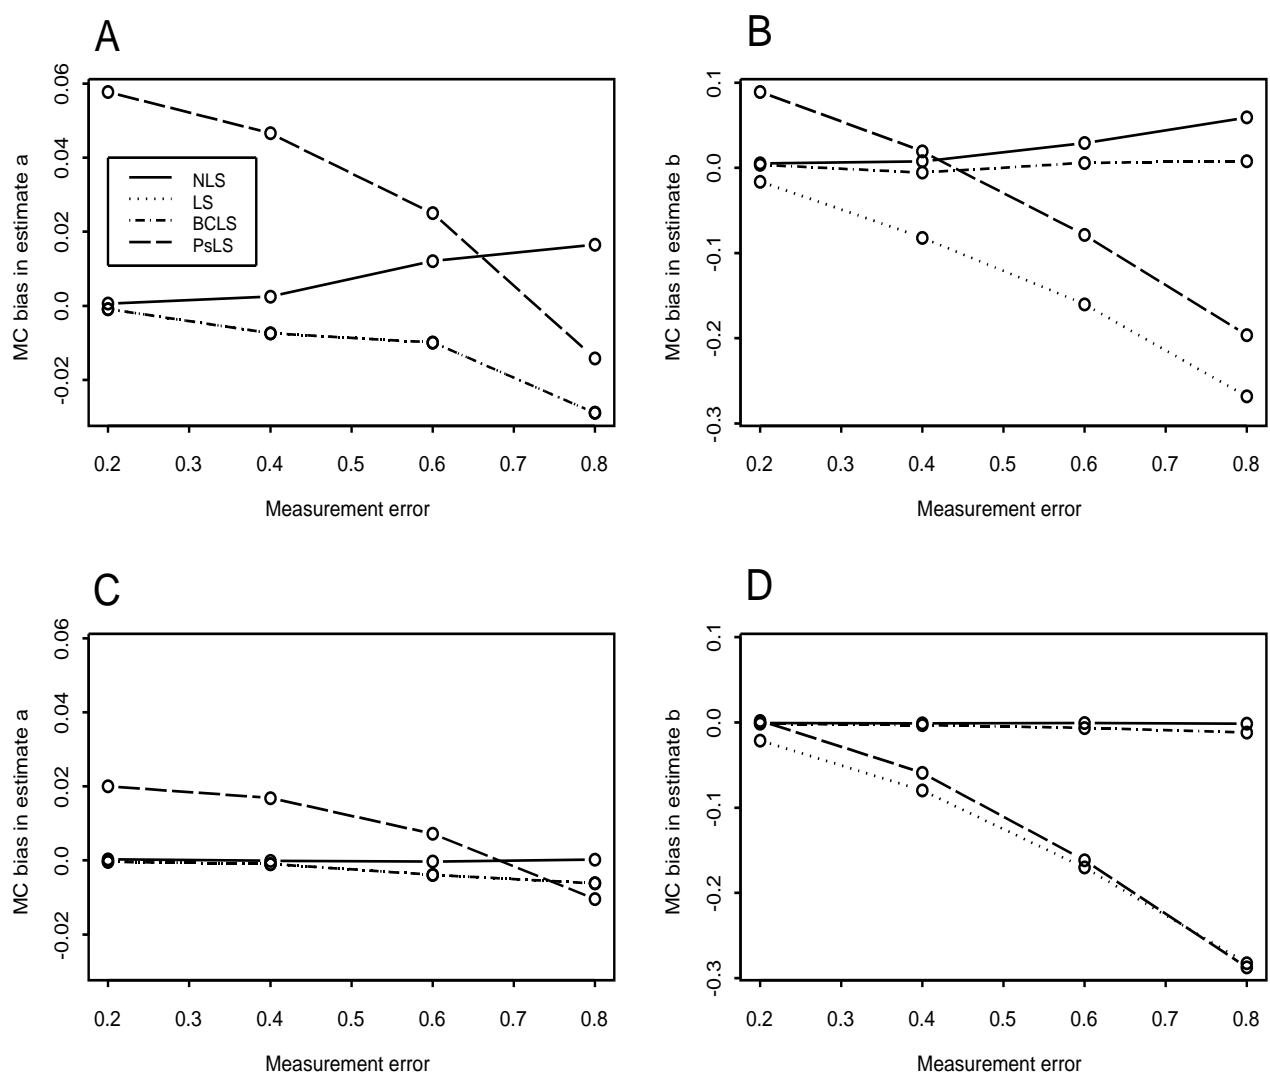 A
MC bias in estimate a
0.06
0.04
0.02
0.0
-0.02
NLS
LS
BCLS
PsLS
0.2 0.3 0.4 0.5 0.6 0.7 0.8
Measurement error
B
MC bias in estimate b
0.1
0.0
-0.1
-0.2
-0.3
0.2 0.3 0.4 0.5 0.6 0.7 0.8
Measurement error
C
MC bias in estimate a
0.06
0.04
0.02
0.0
-0.02
0.2 0.3 0.4 0.5 0.6 0.7 0.8
Measurement error
D
MC bias in estimate b
0.1
0.0
-0.1
-0.2
-0.3
0.2 0.3 0.4 0.5 0.6 0.7 0.8
Measurement error